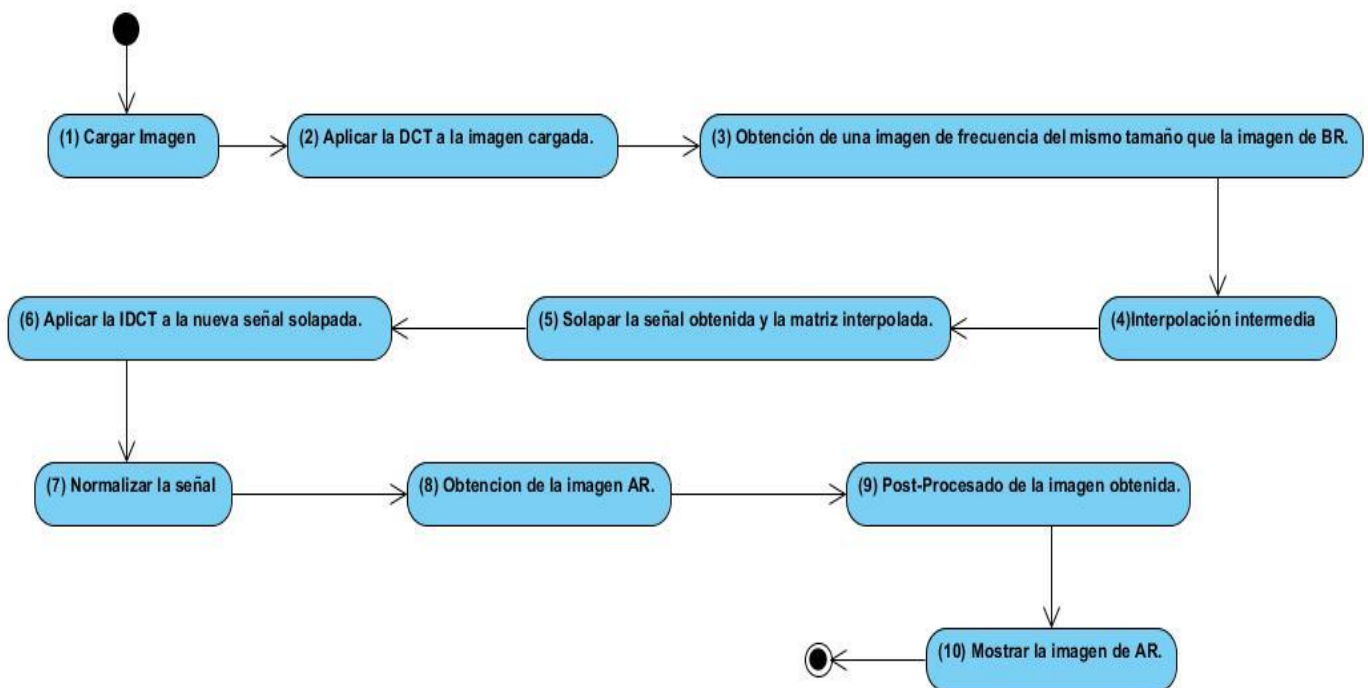 (1) Cargar Imagen
(2) Aplicar la DCT a la imagen cargada.
(3) Obtención de una imagen de frecuencia del mismo tamaño que la imagen de BR.
(4)Interpolación intermedia
(5) Solapar la señal obtenida y la matriz interpolada.
(6) Aplicar la IDCT a la nueva señal solapada.
(7) Normalizar la señal
(8) Obtencion de la imagen AR.
(9) Post-Procesado de la imagen obtenida.
(10) Mostrar la imagen de AR.